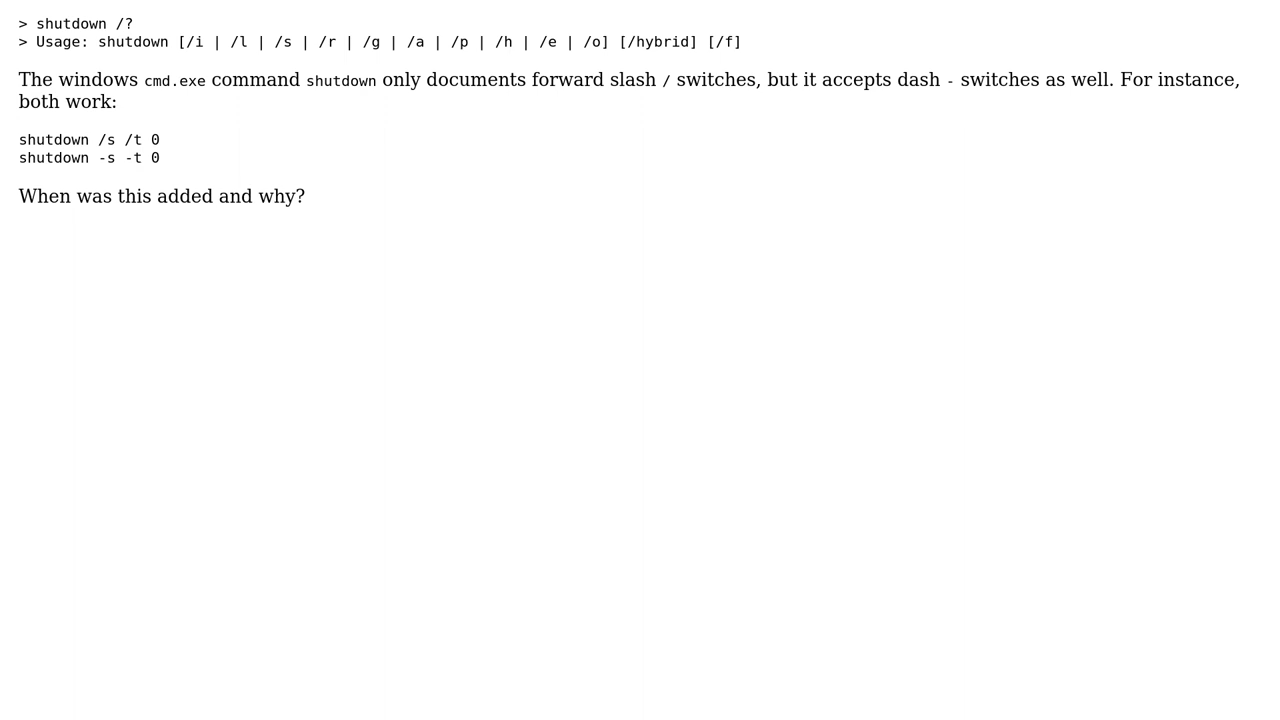 > shutdown /?
> Usage: shutdown [/i | /l | /s | /r | /g | /a | /p | /h | /e | /o] [/hybrid] [/f]
The windows cmd.exe command shutdown only documents forward slash / switches, but it accepts dash - switches as well. For instance,
both work:
shutdown /s /t 0
shutdown -s -t 0
When was this added and why?